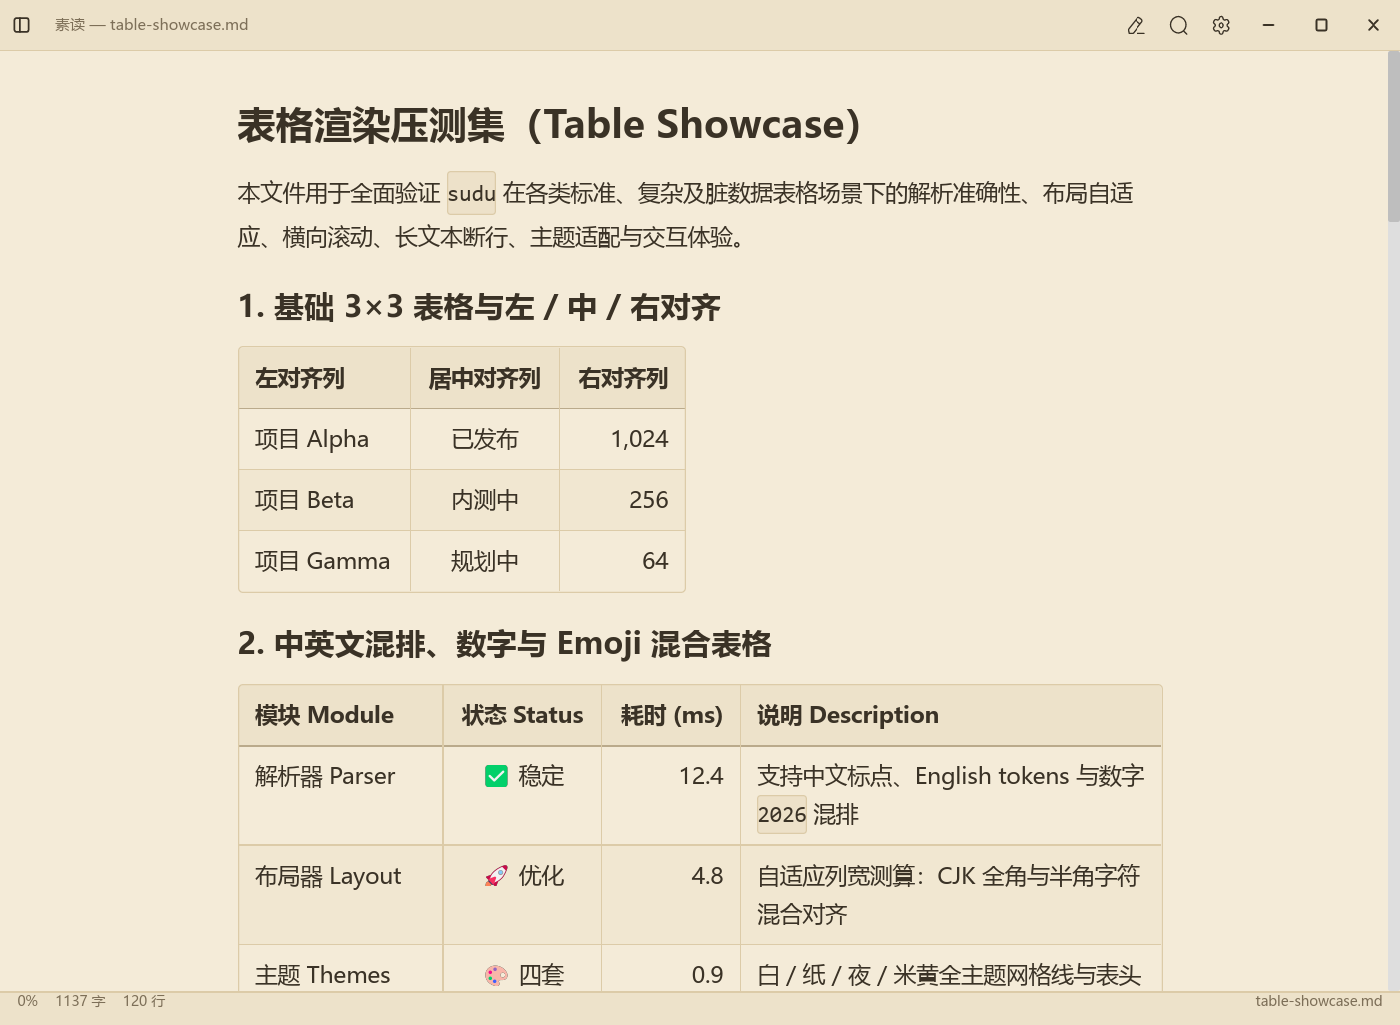 素读 — table-showcase.md
表格渲染压测集（Table Showcase）
本文件用于全面验证 sudu 在各类标准、复杂及脏数据表格场景下的解析准确性、布局自适
应、横向滚动、长文本断行、主题适配与交互体验。
1. 基础 3×3 表格与左 / 中 / 右对齐
左对齐列 居中对齐列 右对齐列
项目 Alpha 已发布 1,024
项目 Beta 内测中 256
项目 Gamma 规划中 64
2. 中英文混排、数字与 Emoji 混合表格
模块 Module 状态 Status 耗时 (ms) 说明 Description
解析器 Parser ✅ 稳定 12.4 支持中文标点、English tokens 与数字
2026 混排
布局器 Layout 🚀 优化 4.8 自适应列宽测算：CJK 全角与半角字符
混合对齐
主题 Themes 🎨 四套 0.9 白 / 纸 / 夜 / 米黄全主题网格线与表头
0% 1137 字 120 行 table-showcase.md